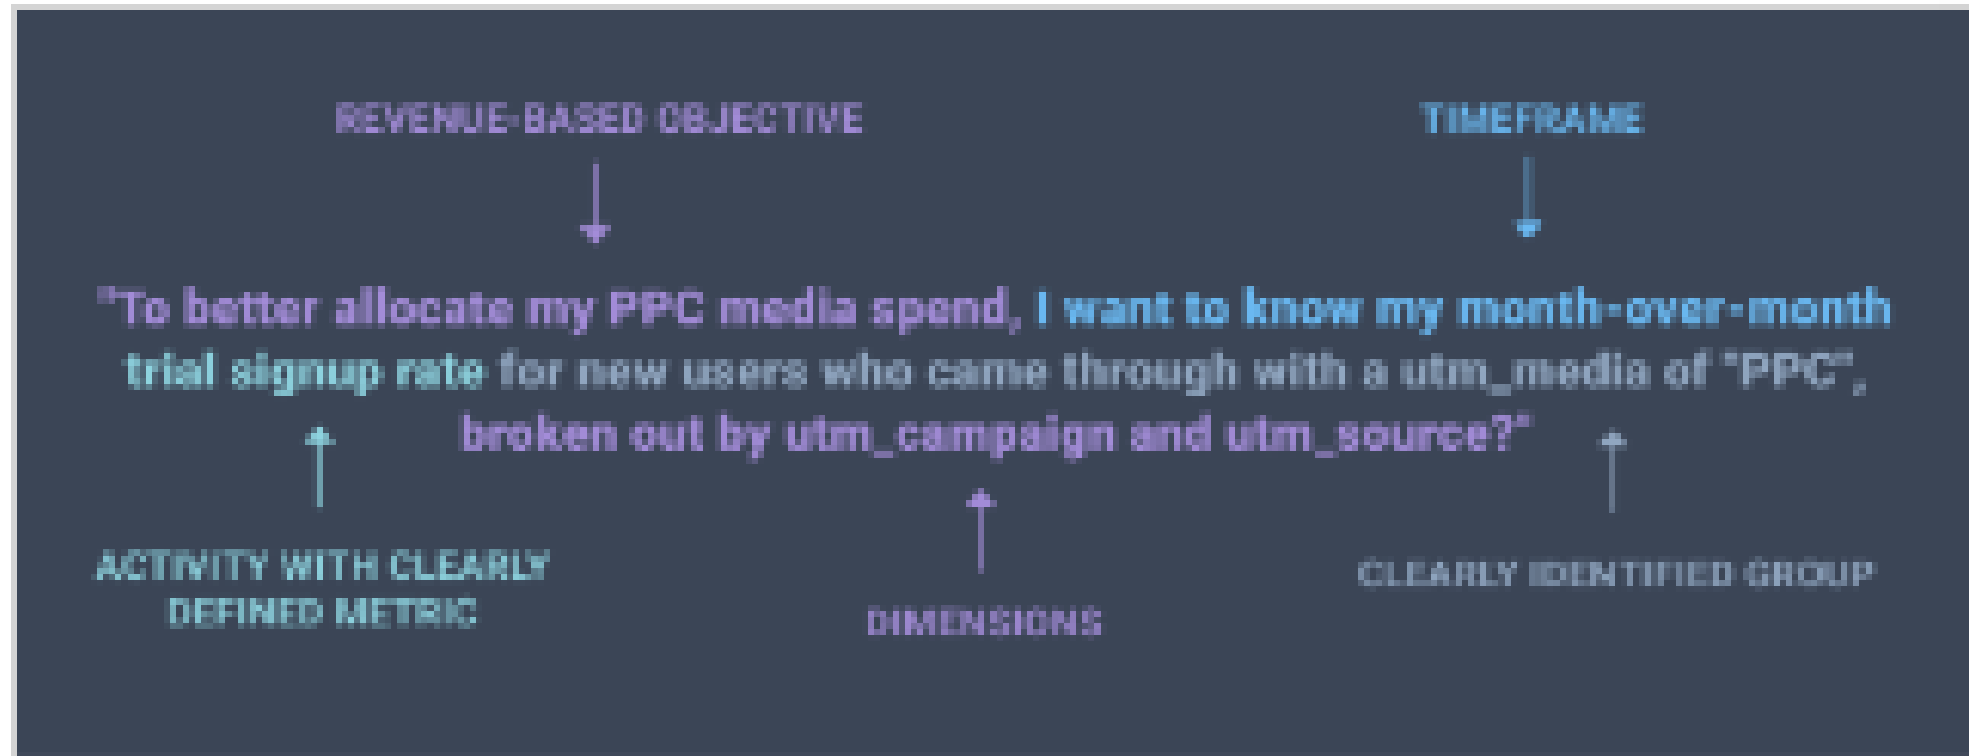 REVENUE-BASED OBJECTIVE
TIMEFRAME
"To better allocate my PPC media spend, I want to know my month-over-month
trial signup rate for new users who came through with a utm_media of "PPC",
broken out by utm_campaign and utm_source?"
ACTIVITY WITH CLEARLY
DEFINED METRIC
DIMENSIONS
CLEARLY IDENTIFIED GROUP